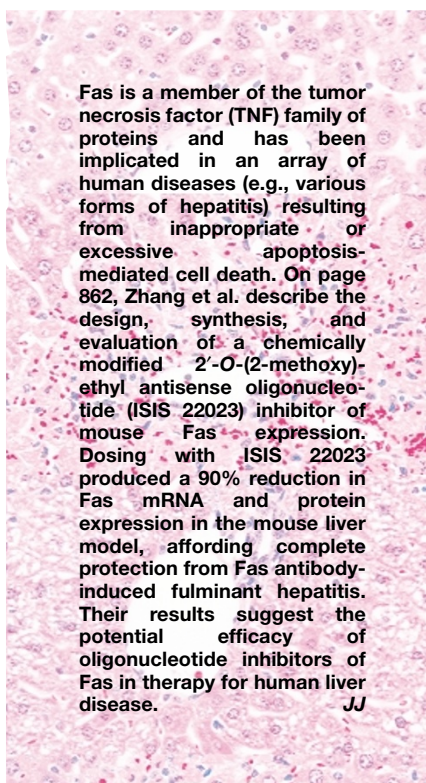 Fas is a member of the tumor
necrosis factor (TNF) family of
proteins and has been
implicated in an array of
human diseases (e.g., various
forms of hepatitis) resulting
from inappropriate or
excessive apoptosis-
mediated cell death. On page
862, Zhang et al. describe the
design, synthesis, and
evaluation of a chemically
modified 2′-O-(2-methoxy)-
ethyl antisense oligonucleo-
tide (ISIS 22023) inhibitor of
mouse Fas expression.
Dosing with ISIS 22023
produced a 90% reduction in
Fas mRNA and protein
expression in the mouse liver
model, affording complete
protection from Fas antibody-
induced fulminant hepatitis.
Their results suggest the
potential efficacy of
oligonucleotide inhibitors of
Fas in therapy for human liver
disease. JJ